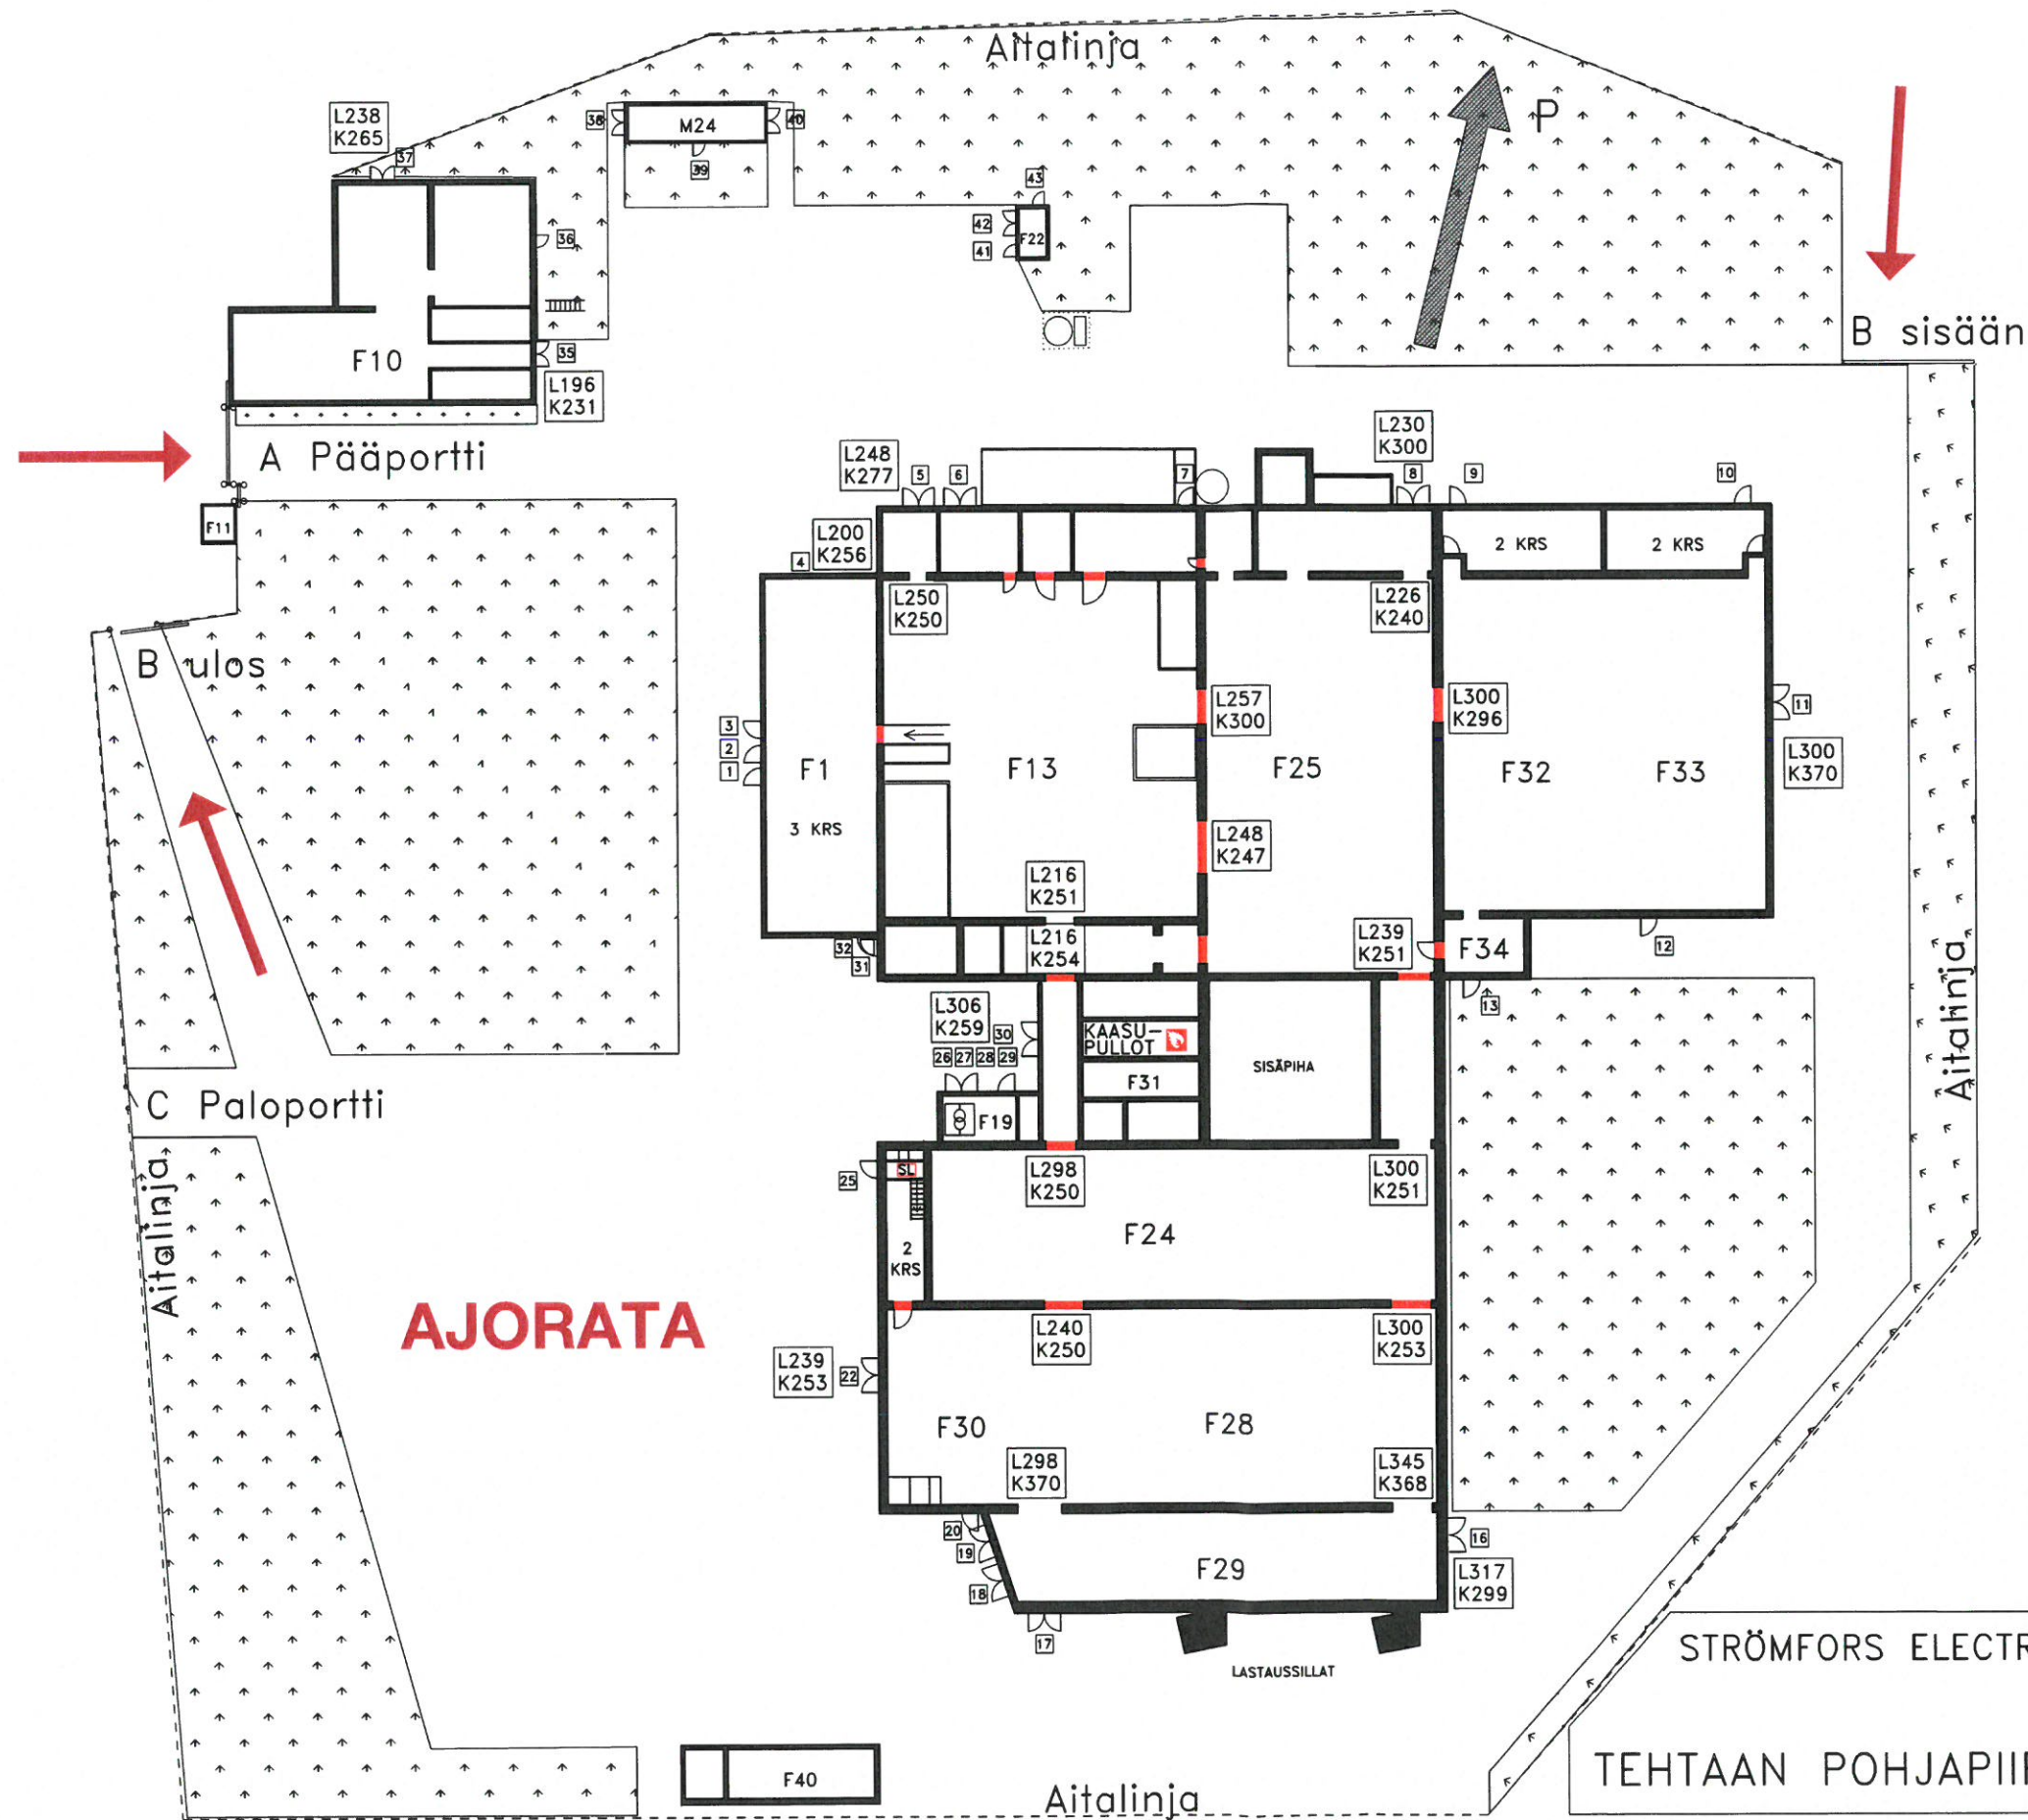 Aitalinja
P
L238
K265
37
38
M24
40
39
43
42
41
F22
36
F10
35
L196
K231
B sisään
A Pääportti
F11
L248
K277
5
6
7
L230
K300
8
9
10
L200
K256
4
2 KRS
2 KRS
L250
K250
L226
K240
B ulos
3
2
1
L257
K300
L300
K296
11
F1
F13
F25
F32
F33
L300
K370
3 KRS
L248
K247
L216
K251
32
31
L216
K254
L239
K251
F34
12
13
L306
K259
30
26
27
28
29
KAASU-
PULLOT
F31
SISÄPIHA
Aitalinja
C Paloportti
F19
25
SL
L298
K250
L300
K251
2
KRS
F24
Aitalinja
AJORATA
L240
K250
L300
K253
L239
K253
22
F30
F28
L298
K370
L345
K368
20
19
18
F29
16
L317
K299
17
LASTAUSSILLAT
STRÖMFORS ELECTR
F40
Aitalinja
TEHTAAN POHJAPII